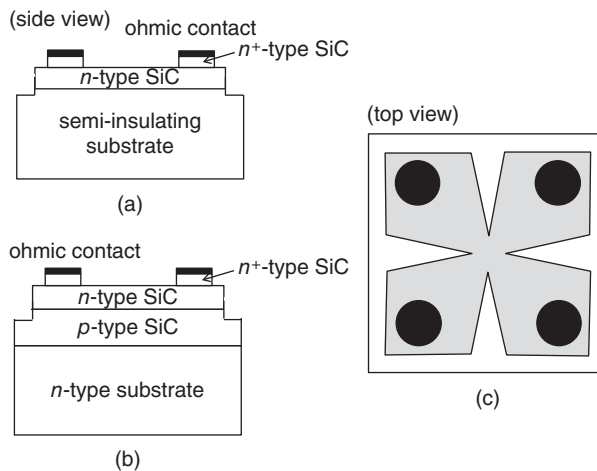 (side view)
ohmic contact
n+-type SiC
n-type SiC
semi-insulating
substrate
(a)
ohmic contact
n+-type SiC
n-type SiC
p-type SiC
n-type substrate
(b)
(top view)
(c)